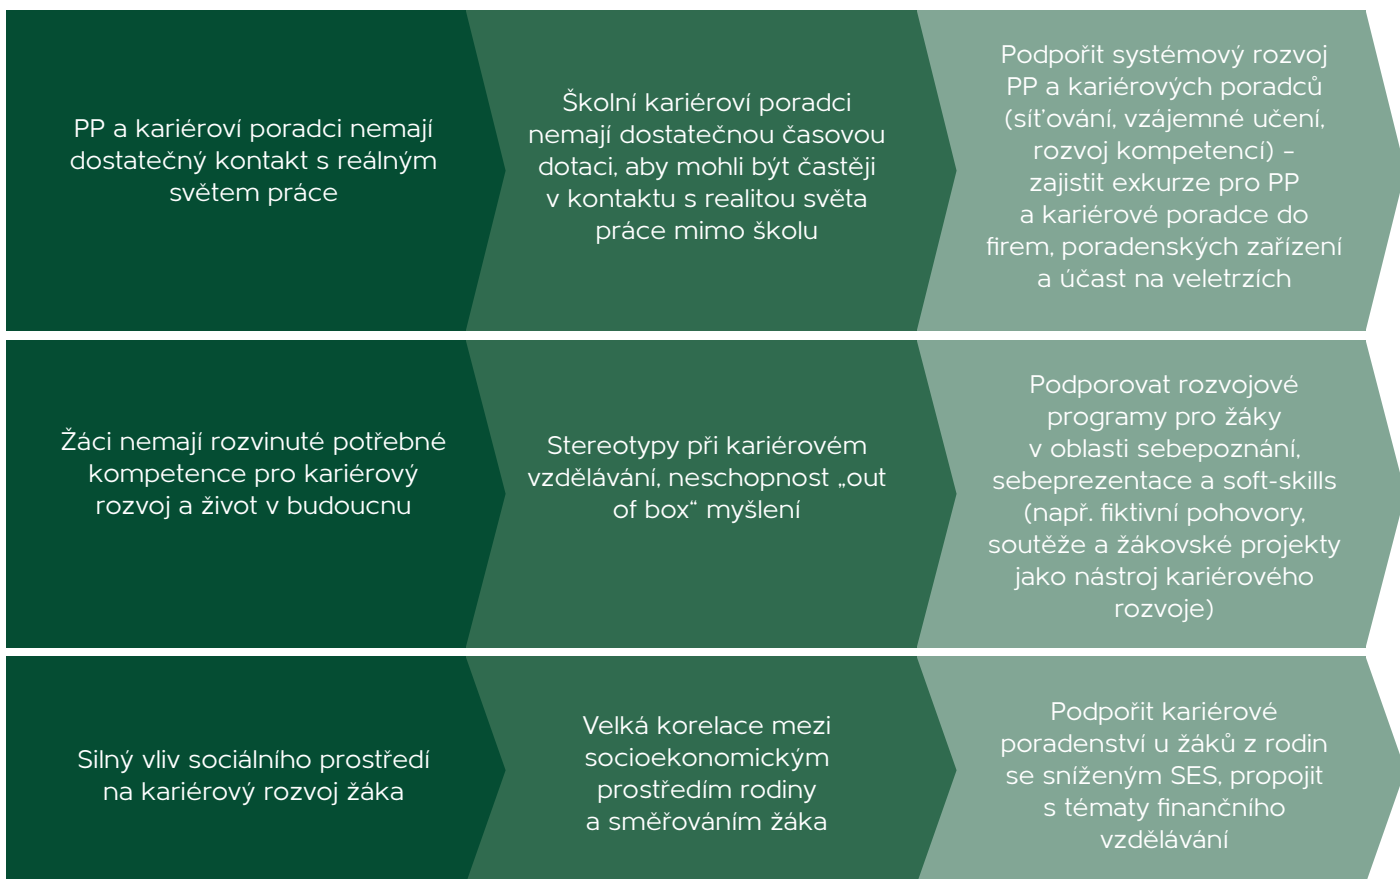 PP a kariéroví poradci nemají
dostatečný kontakt s reálným
světem práce
Školní kariéroví poradci
nemají dostatečnou časovou
dotaci, aby mohli být častěji
v kontaktu s realitou světa
práce mimo školu
Podpořit systémový rozvoj
PP a kariérových poradců
(síťování, vzájemné učení,
rozvoj kompetencí) –
zajistit exkurze pro PP
a kariérové poradce do
firem, poradenských zařízení
a účast na veletrzích
Žáci nemají rozvinuté potřebné
kompetence pro kariérový
rozvoj a život v budoucnu
Stereotypy při kariérovém
vzdělávání, neschopnost „out
of box“ myšlení
Podporovat rozvojové
programy pro žáky
v oblasti sebepoznání,
sebeprezentace a soft-skills
(např. fiktivní pohovory,
soutěže a žákovské projekty
jako nástroj kariérového
rozvoje)
Silný vliv sociálního prostředí
na kariérový rozvoj žáka
Velká korelace mezi
socioekonomickým
prostředím rodiny
a směřováním žáka
Podpořit kariérové
poradenství u žáků z rodin
se sníženým SES, propojit
s tématy finančního
vzdělávání